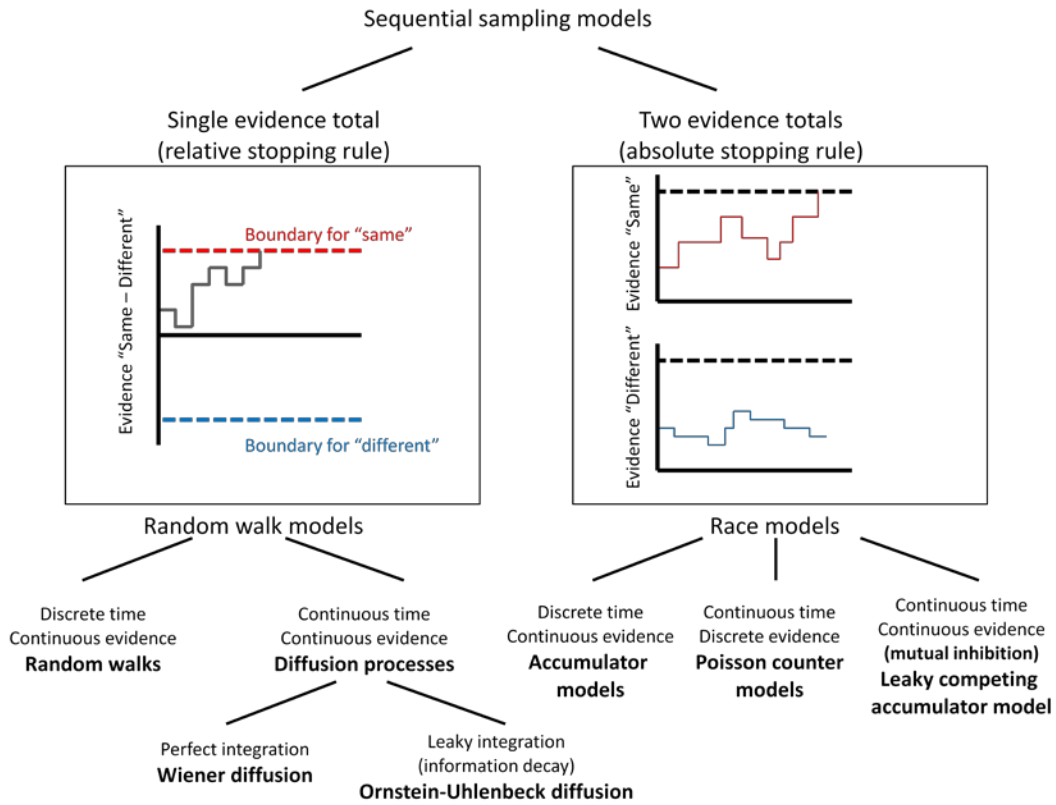 Sequential sampling models
Single evidence total
(relative stopping rule)
Two evidence totals
(absolute stopping rule)
Evidence “Same – Different”
Boundary for “same”
Boundary for “different”
Evidence “Same”
Evidence “Different”
Random walk models
Race models
Discrete time
Continuous evidence
Random walks
Continuous time
Continuous evidence
Diffusion processes
Discrete time
Continuous evidence
Accumulator
models
Continuous time
Discrete evidence
Poisson counter
models
Continuous time
Continuous evidence
(mutual inhibition)
Leaky competing
accumulator model
Perfect integration
Wiener diffusion
Leaky integration
(information decay)
Ornstein-Uhlenbeck diffusion